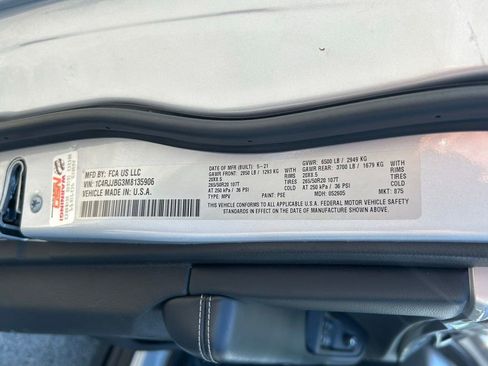 MFD BY: FCA US LLC
VIN: 1C4RJJBG3M8135906
VEHICLE MADE IN: U.S.A.
DATE OF MFR (BUILT): 5-21
GAWR FRONT: 2850 LB / 1293 KG
20X8.5
265/50R20 107T
AT 250 kPa / 36 PSI
TYPE: MPV
RIMS
TIRES
COLD
PAINT: PSE
MDH: 052605
GVWR: 6500 LB / 2949 KG
GAWR REAR: 3700 LB / 1679 KG
20X8.5
265/50R20 107T
AT 250 kPa / 36 PSI
RIMS
TIRES
COLD
MKT: 875
THIS VEHICLE CONFORMS TO ALL APPLICABLE U.S.A. FEDERAL MOTOR VEHICLE SAFETY
STANDARDS IN EFFECT ON THE DATE OF MANUFACTURE SHOWN ABOVE.
WARNING